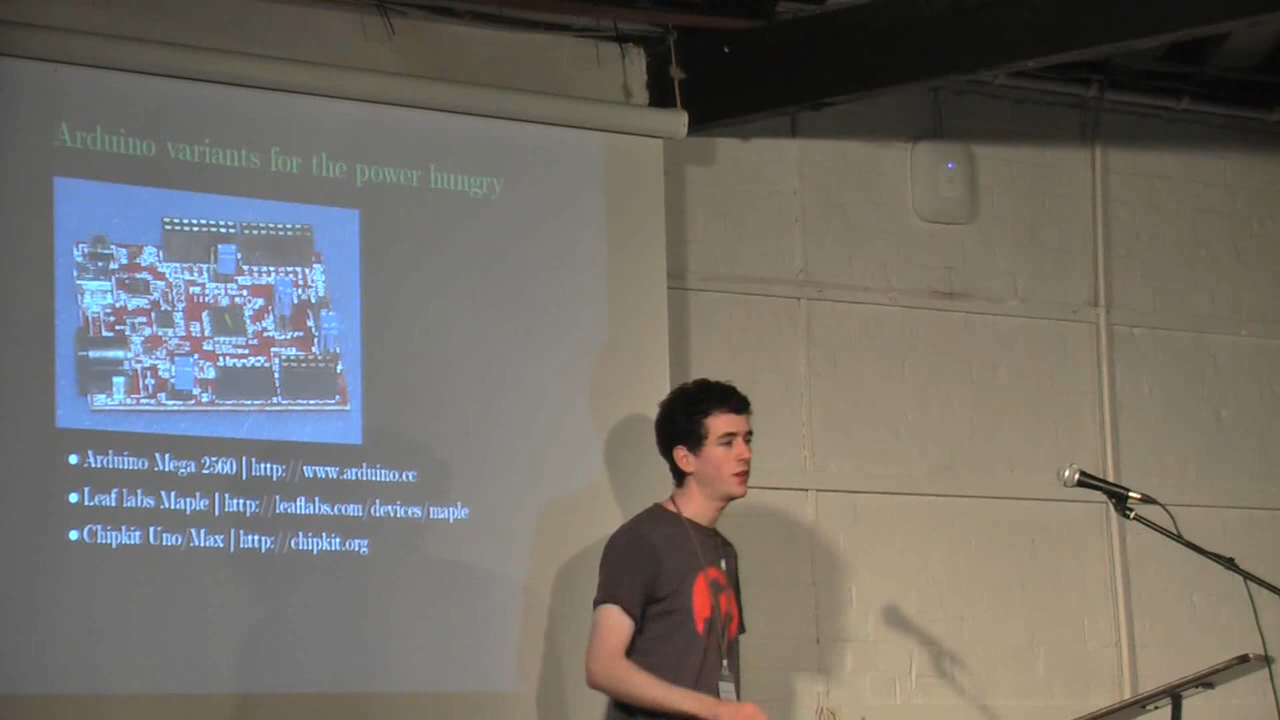 Arduino variants for the power hungry
• Arduino Mega 2560 | http://www.arduino.cc
• Leaf labs Maple | http://leaflabs.com/devices/maple
• Chipkit Uno/Max | http://chipkit.org